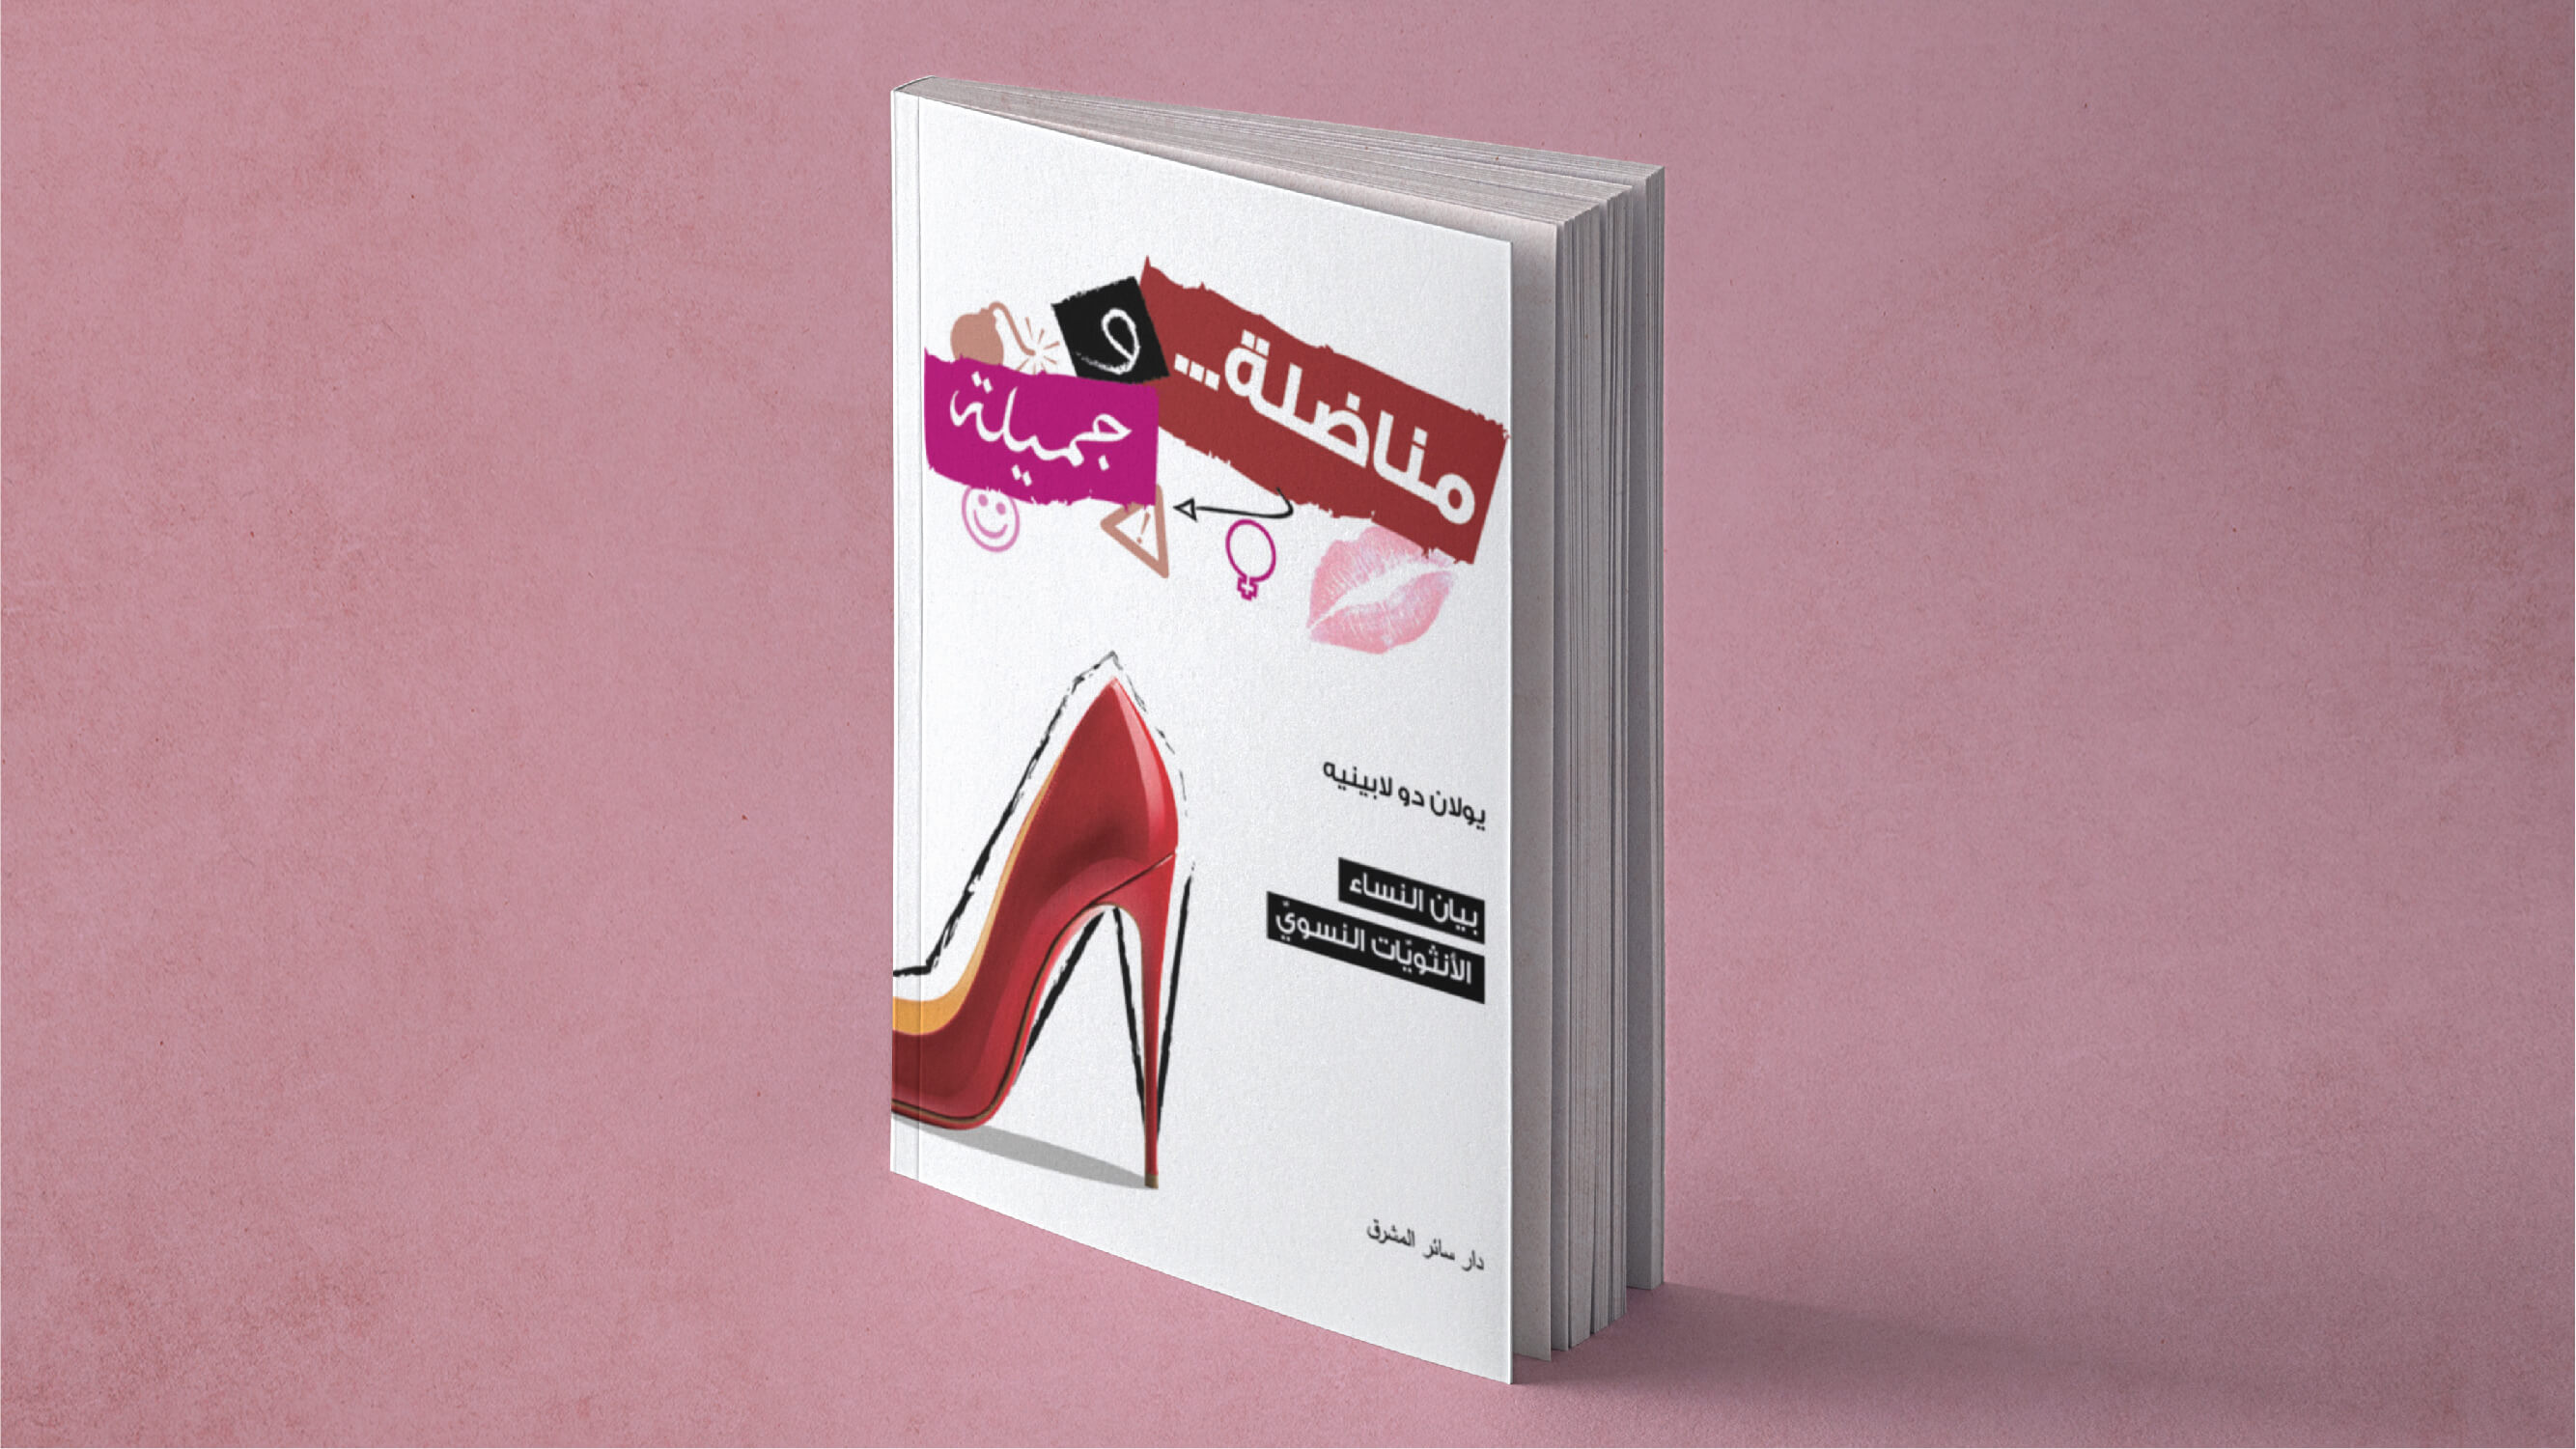 مناضلة...
و
جميلة
يولان دو لابينيه
بيان النساء
الأنثويّات النسويّ
دار سائر المشرق